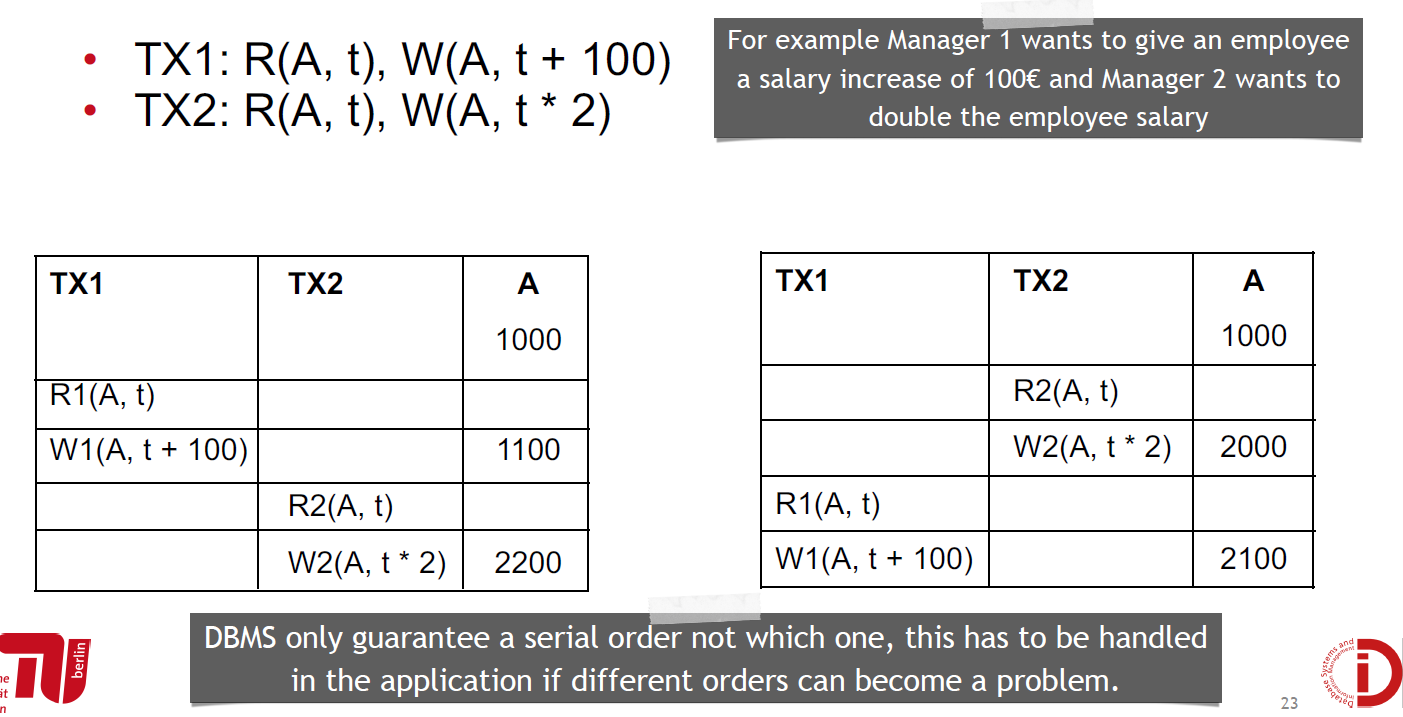 • TX1: R(A, t), W(A, t + 100)
• TX2: R(A, t), W(A, t * 2)
For example Manager 1 wants to give an employee
a salary increase of 100€ and Manager 2 wants to
double the employee salary
TX1 TX2 A
1000
R1(A, t)
W1(A, t + 100) 1100
R2(A, t)
W2(A, t * 2) 2200
TX1 TX2 A
1000
R2(A, t)
W2(A, t * 2) 2000
R1(A, t)
W1(A, t + 100) 2100
DBMS only guarantee a serial order not which one, this has to be handled
in the application if different orders can become a problem.
berlin
Database Systems and
Information Management
23